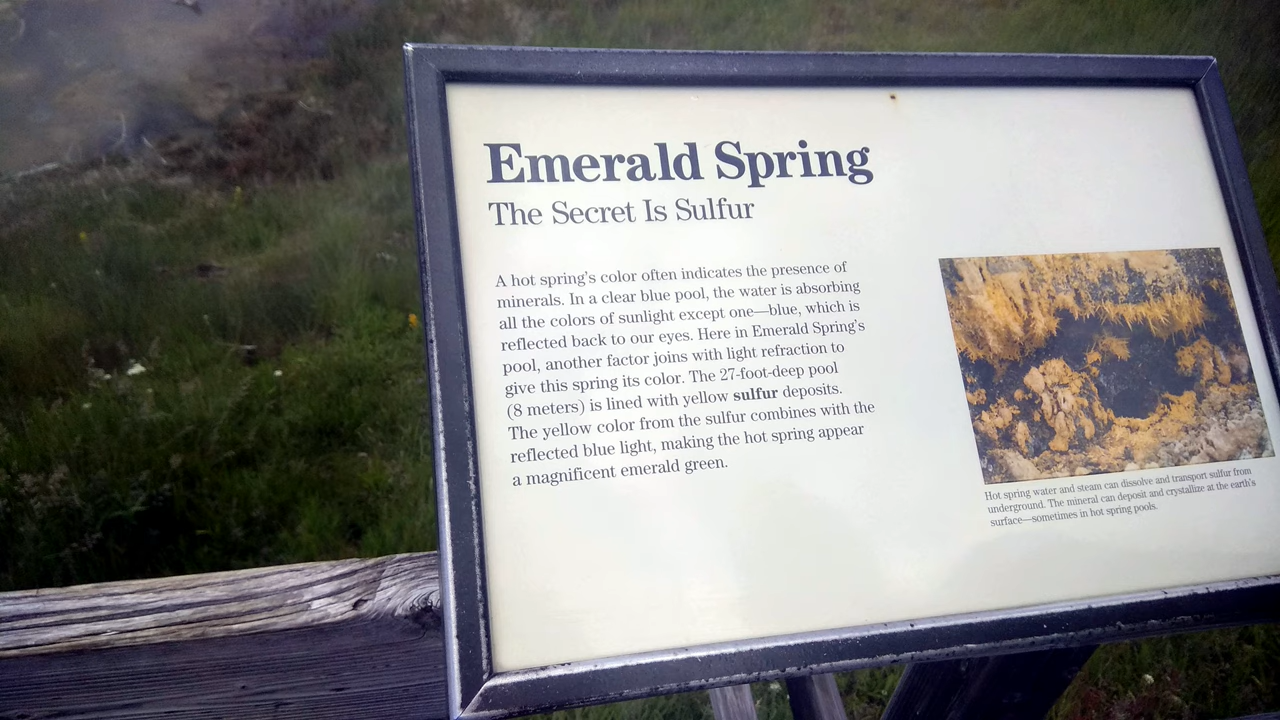 Emerald Spring
The Secret Is Sulfur
A hot spring's color often indicates the presence of
minerals. In a clear blue pool, the water is absorbing
all the colors of sunlight except one—blue, which is
reflected back to our eyes. Here in Emerald Spring's
pool, another factor joins with light refraction to
give this spring its color. The 27-foot-deep pool
(8 meters) is lined with yellow sulfur deposits.
The yellow color from the sulfur combines with the
reflected blue light, making the hot spring appear
a magnificent emerald green.
Hot spring water and steam can dissolve and transport sulfur from
underground. The mineral can deposit and crystallize at the earth's
surface—sometimes in hot spring pools.